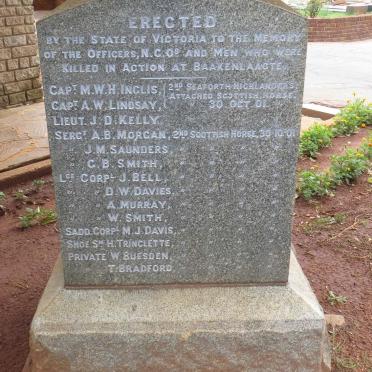 ERECTED
BY THE STATE OF VICTORIA TO THE MEMORY
OF THE OFFICERS, N.C.OS AND MEN WHO WERE
KILLED IN ACTION AT BAAKENLAAGTE.
CAPT. M.W.H. INGLIS, 2ND SEAFORTH HIGHLANDERS
ATTACHED SCOTTISH HORSE,
CAPT. A.W. LINDSAY, 30 OCT 01
LIEUT. J.D. KELLY
SERGT A.B. MORGAN, 2ND SCOTTISH HORSE, 30.10.01
" J.M. SAUNDERS, " " "
" C.B. SMITH, " " "
LCE CORPL J. BELL, " " "
" D.W. DAVIES, " " "
" A. MURRAY, " " "
" W. SMITH, " " "
SADD. CORPL M.J. DAVIS, " " "
SHOE SMH H. TRINGLETTE, " " "
PRIVATE W. BUESDEN, " " "
" T. BRADFORD " " "